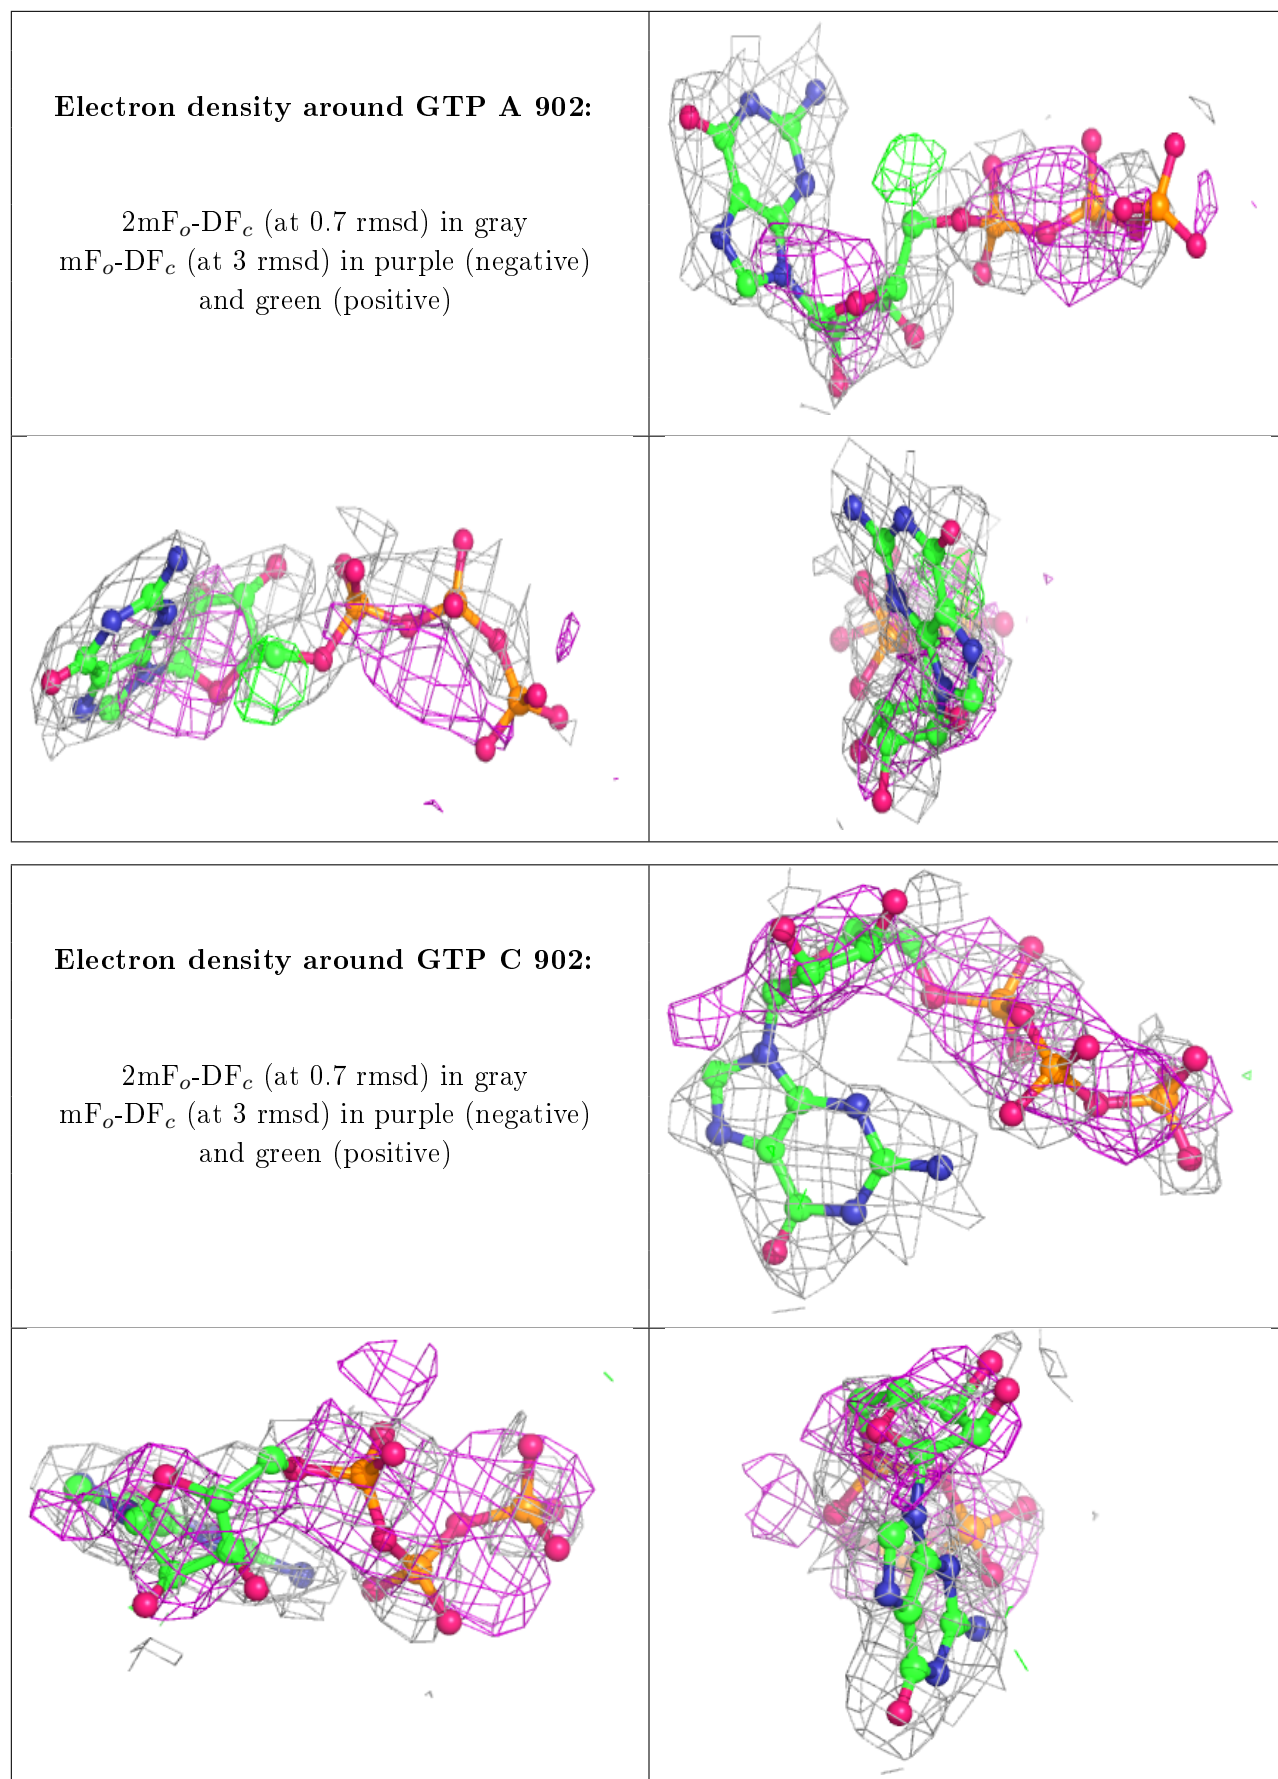 Electron density around GTP A 902:
2mFₒ-DF𝒸 (at 0.7 rmsd) in gray
mFₒ-DF𝒸 (at 3 rmsd) in purple (negative)
and green (positive)
Electron density around GTP C 902:
2mFₒ-DF𝒸 (at 0.7 rmsd) in gray
mFₒ-DF𝒸 (at 3 rmsd) in purple (negative)
and green (positive)